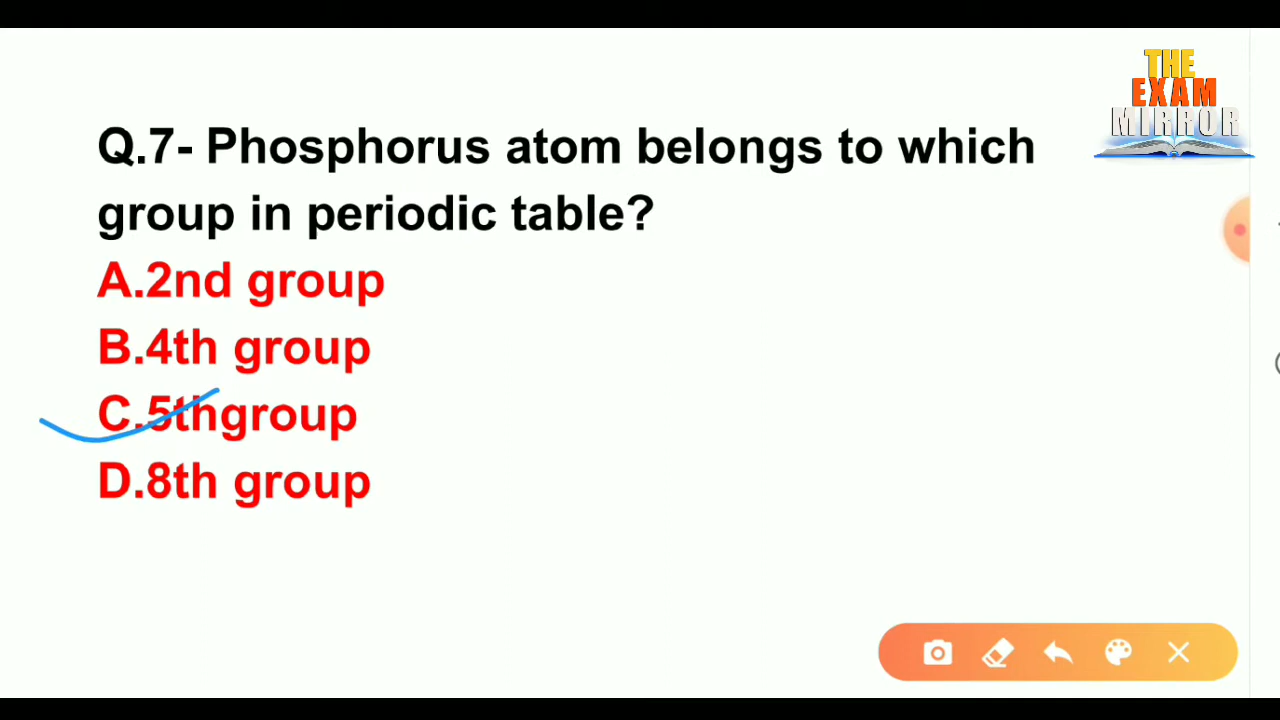 THE
EXAM
MIRROR
Q.7- Phosphorus atom belongs to which
group in periodic table?
A.2nd group
B.4th group
C.5thgroup
D.8th group